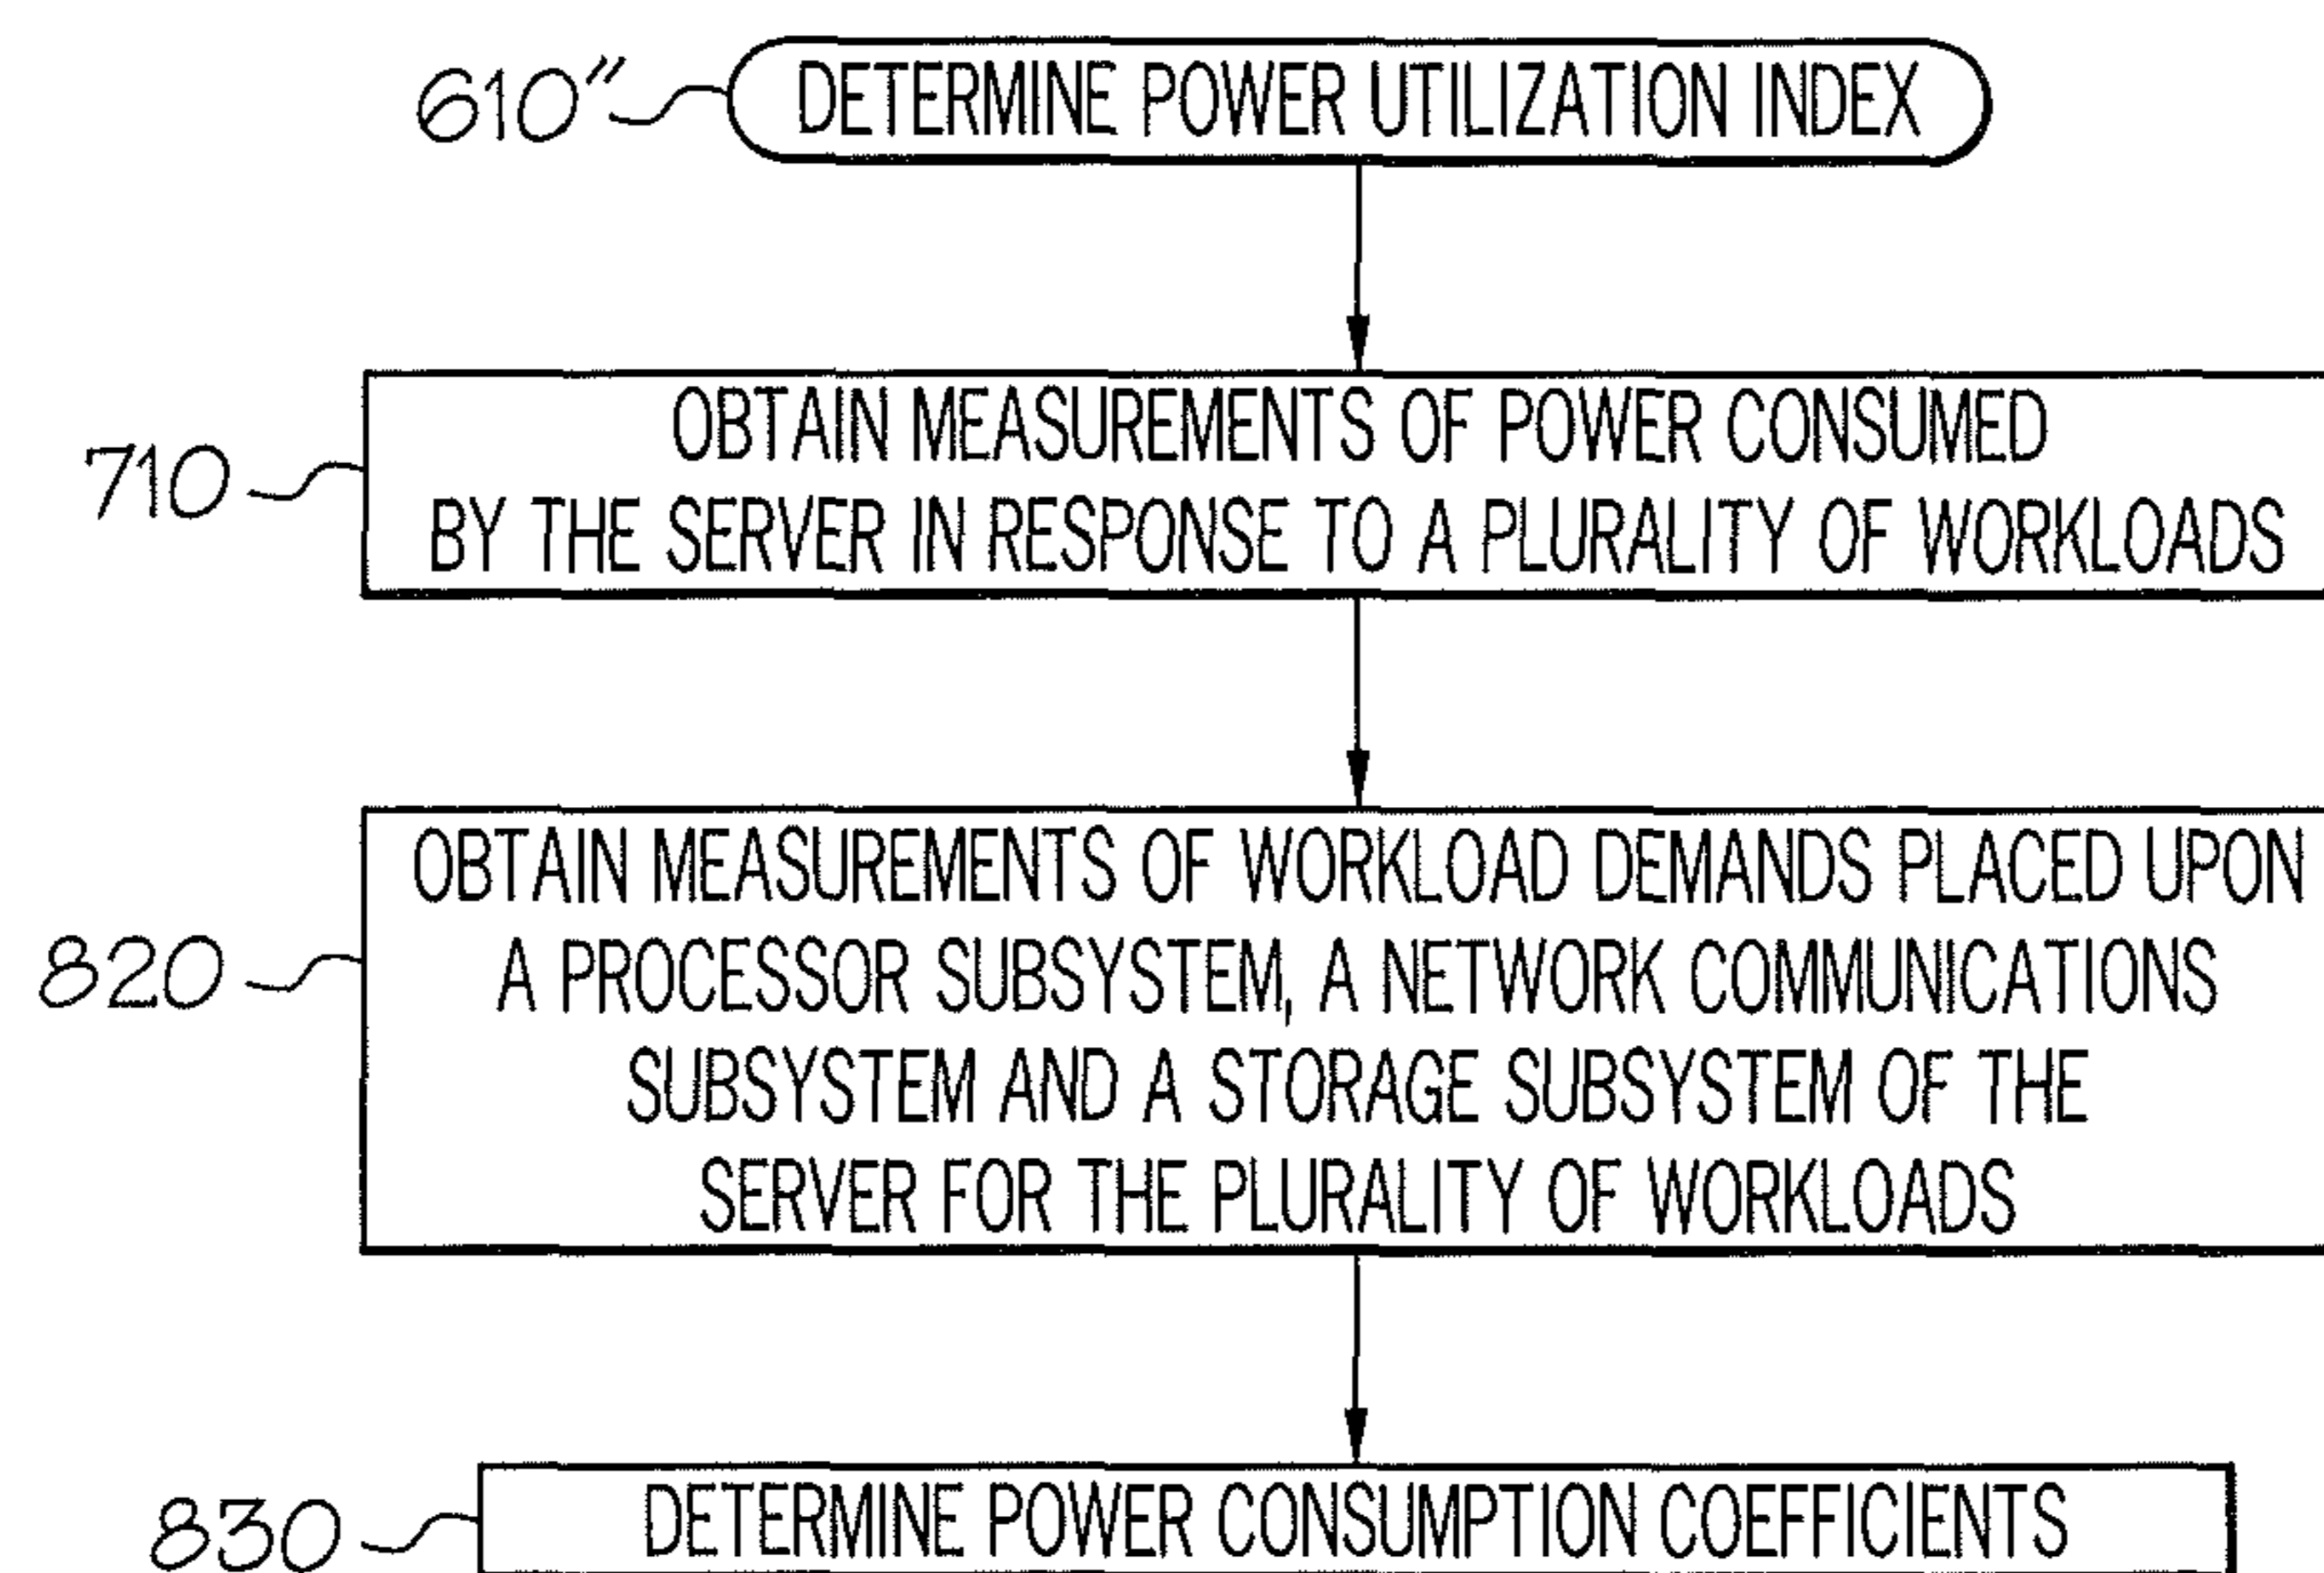 610" DETERMINE POWER UTILIZATION INDEX
OBTAIN MEASUREMENTS OF POWER CONSUMED
710 BY THE SERVER IN RESPONSE TO A PLURALITY OF WORKLOADS
OBTAIN MEASUREMENTS OF WORKLOAD DEMANDS PLACED UPON
820 A PROCESSOR SUBSYSTEM, A NETWORK COMMUNICATIONS
SUBSYSTEM AND A STORAGE SUBSYSTEM OF THE
SERVER FOR THE PLURALITY OF WORKLOADS
830 DETERMINE POWER CONSUMPTION COEFFICIENTS